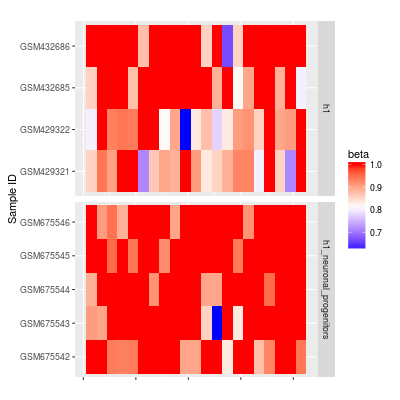 GSM432686
GSM432685
GSM429322
GSM429321
h1
GSM675546
GSM675545
GSM675544
GSM675543
GSM675542
h1_neuronal_progenitors
Sample ID
beta
1.0
0.9
0.8
0.7